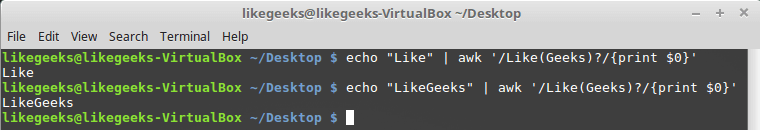 likegeeks@likegeeks-VirtualBox ~/Desktop
File Edit View Search Terminal Help
likegeeks@likegeeks-VirtualBox ~/Desktop $ echo "Like" | awk '/Like(Geeks)?/{print $0}'
Like
likegeeks@likegeeks-VirtualBox ~/Desktop $ echo "LikeGeeks" | awk '/Like(Geeks)?/{print $0}'
LikeGeeks
likegeeks@likegeeks-VirtualBox ~/Desktop $